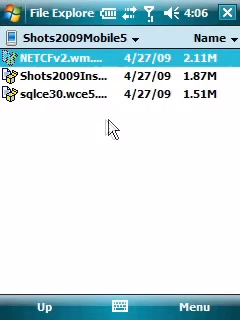 File Explore 4:06
Shots2009Mobile5 Name
NETCFv2.wm.... 4/27/09 2.11M
Shots2009Ins... 4/27/09 1.87M
sqlce30.wce5.... 4/27/09 1.51M
Up Menu